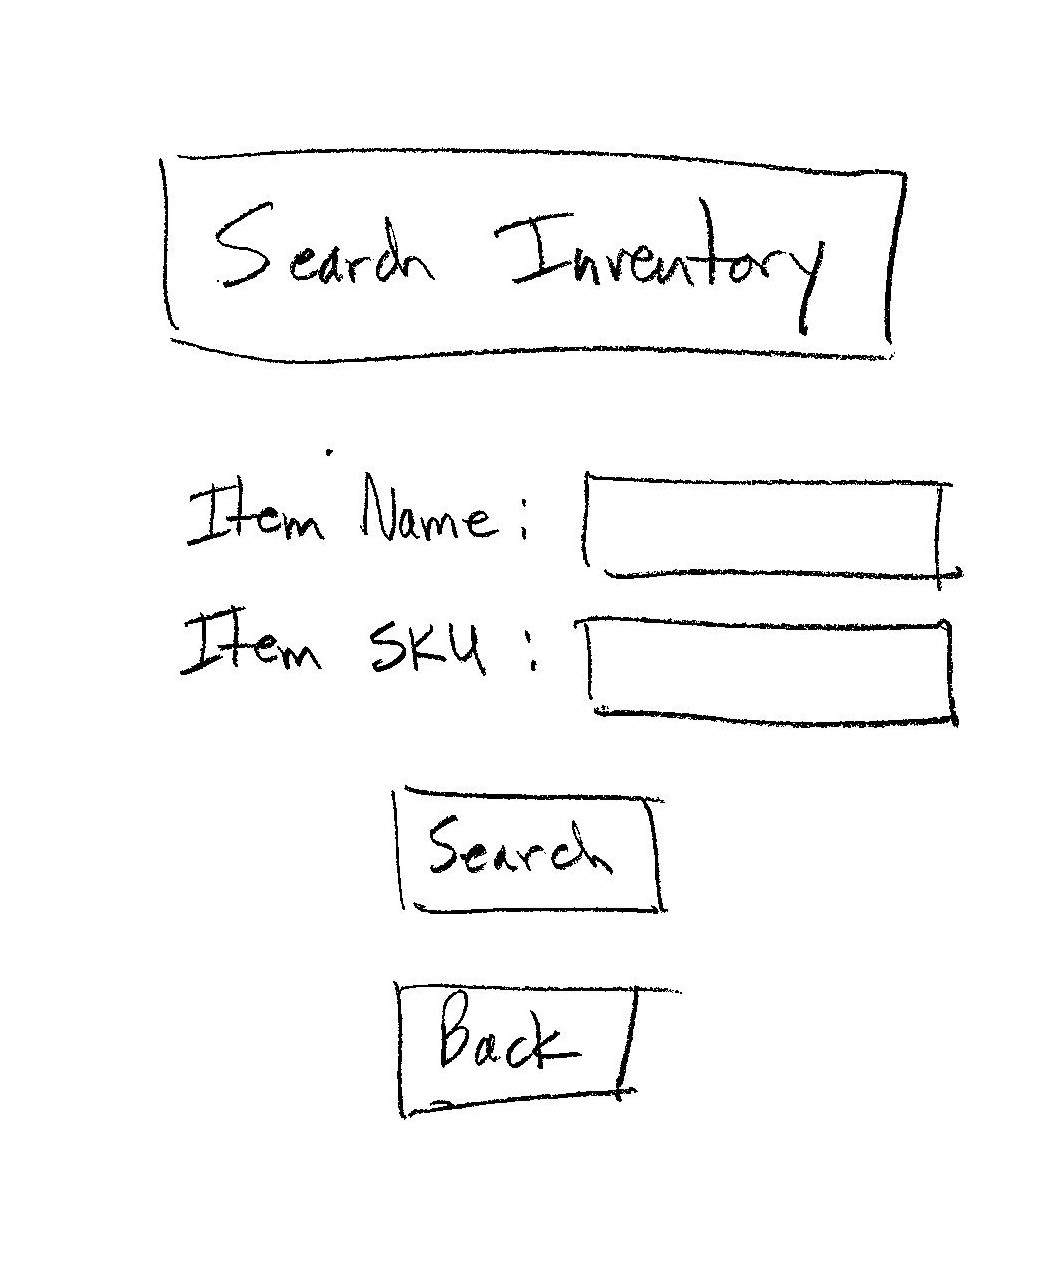 Search Inventory
Item Name:
Item SKU:
Search
Back